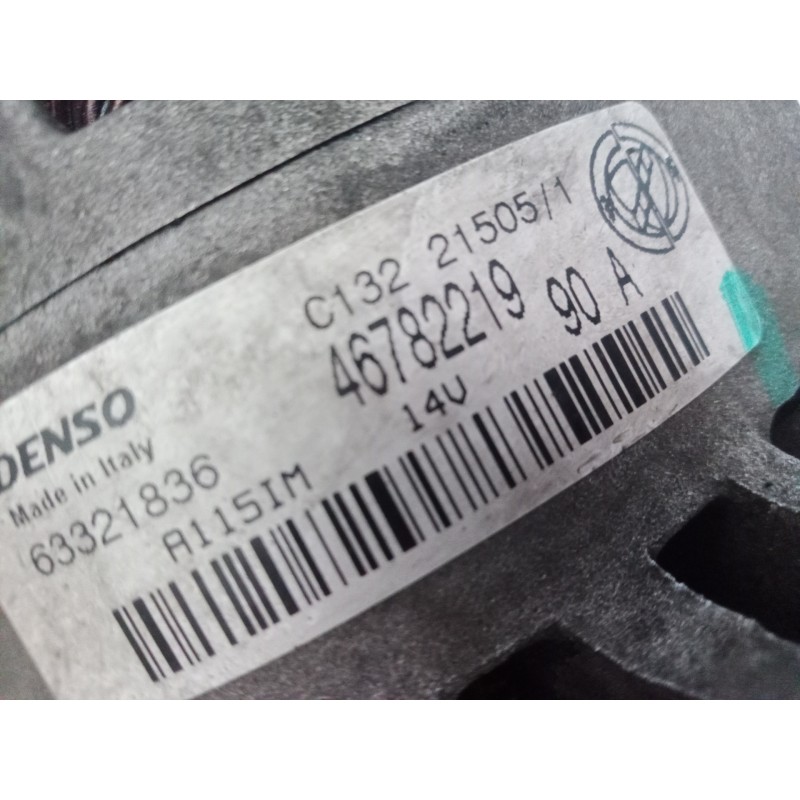 C132 21505/1
46782219 90 A
14V
DENSO
Made in Italy
63321836
A115IM